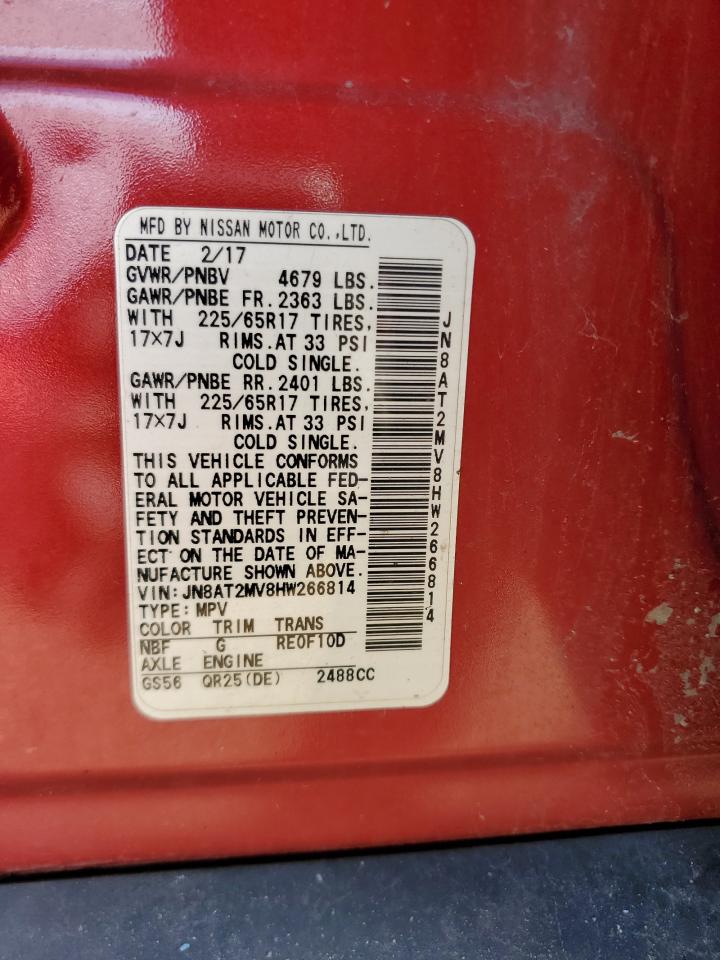 MFD BY NISSAN MOTOR CO.,LTD.
DATE 2/17
GVWR/PNBV 4679 LBS.
GAWR/PNBE FR. 2363 LBS.
WITH 225/65R17 TIRES,
17×7J RIMS. AT 33 PSI
COLD SINGLE.
GAWR/PNBE RR. 2401 LBS.
WITH 225/65R17 TIRES,
17×7J RIMS. AT 33 PSI
COLD SINGLE.
THIS VEHICLE CONFORMS
TO ALL APPLICABLE FED-
ERAL MOTOR VEHICLE SA-
FETY AND THEFT PREVEN-
TION STANDARDS IN EFF-
ECT ON THE DATE OF MA-
NUFACTURE SHOWN ABOVE.
VIN: JN8AT2MV8HW266814
TYPE: MPV
COLOR TRIM TRANS
NBF G RE0F10D
AXLE ENGINE
GS56 QR25(DE) 2488CC
JN8AT2MV8HW266814